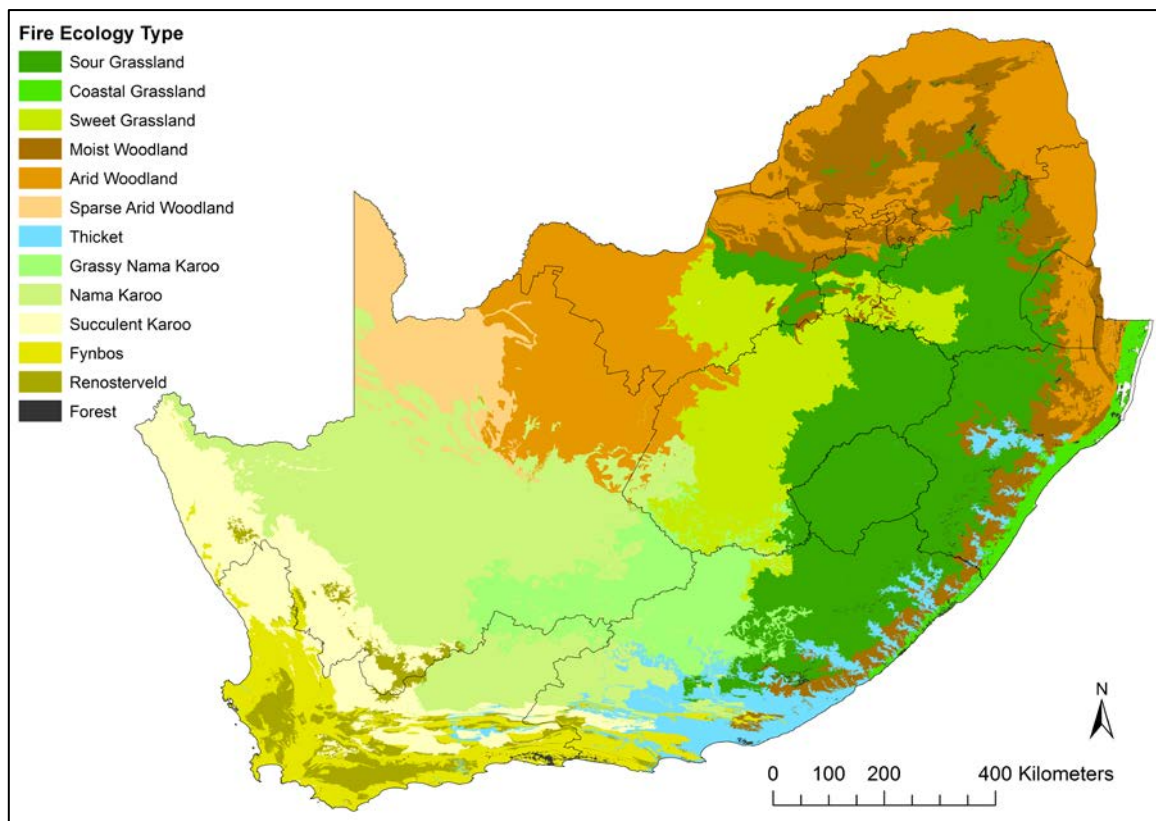 Fire Ecology Type
Sour Grassland
Coastal Grassland
Sweet Grassland
Moist Woodland
Arid Woodland
Sparse Arid Woodland
Thicket
Grassy Nama Karoo
Nama Karoo
Succulent Karoo
Fynbos
Renosterveld
Forest
N
0 100 200 400 Kilometers